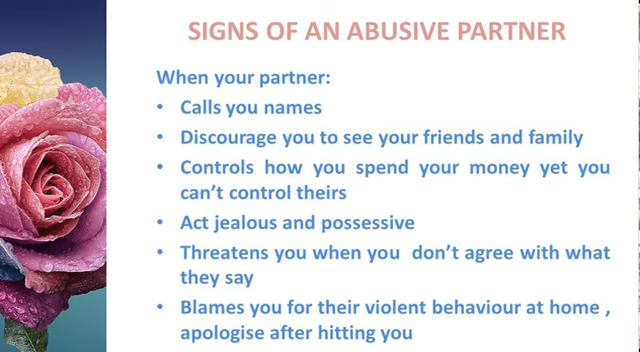 SIGNS OF AN ABUSIVE PARTNER
When your partner:
• Calls you names
• Discourage you to see your friends and family
• Controls how you spend your money yet you
can't control theirs
• Act jealous and possessive
• Threatens you when you don't agree with what
they say
• Blames you for their violent behaviour at home ,
apologise after hitting you